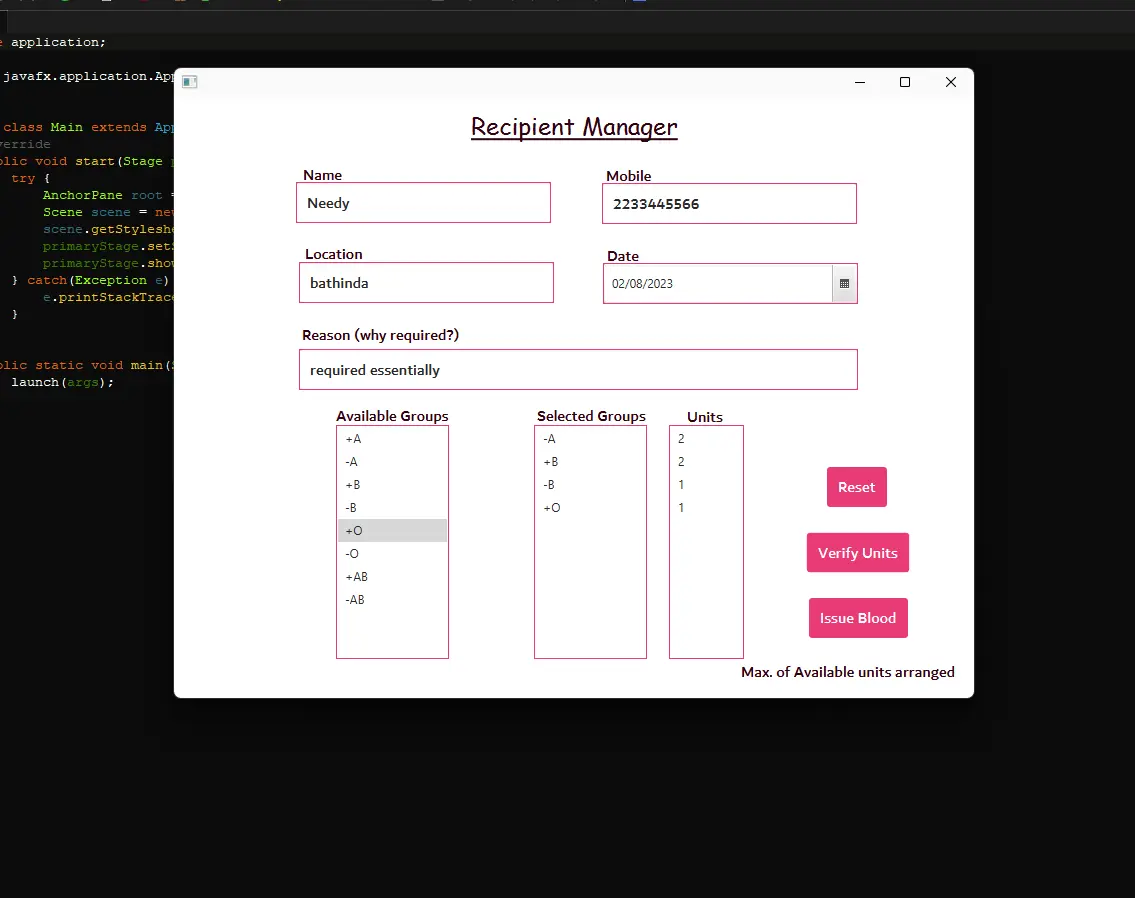 application;
javafx.application.App
class Main extends App
erride
lic void start(Stage
try {
AnchorPane root =
Scene scene = new
scene.getStyleshe
primaryStage.set
primaryStage.show
} catch(Exception e)
e.printStackTrace
}
lic static void main(
launch(args);
Recipient Manager
Name
Mobile
Needy
2233445566
Location
Date
bathinda
02/08/2023
Reason (why required?)
required essentially
Available Groups
Selected Groups
Units
+A
-A
+B
-B
+O
-O
+AB
-AB
-A
+B
-B
+O
2
2
1
1
Reset
Verify Units
Issue Blood
Max. of Available units arranged